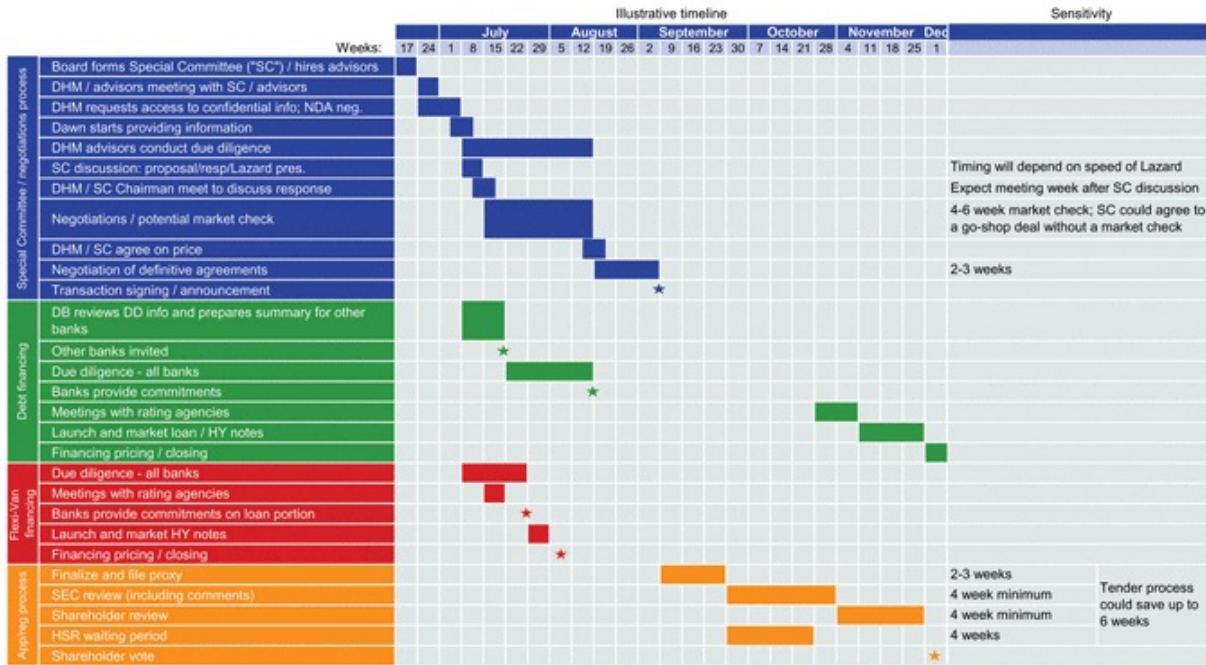 Illustrative timeline Sensitivity
July August September October November Dec
Weeks: 17 24 1 8 15 22 29 5 12 19 26 2 9 16 23 30 7 14 21 28 4 11 18 25 1
Special Committee / negotiations process
Board forms Special Committee ("SC") / hires advisors
DHM / advisors meeting with SC / advisors
DHM requests access to confidential info; NDA neg.
Dawn starts providing information
DHM advisors conduct due diligence
SC discussion: proposal/resp/Lazard pres. Timing will depend on speed of Lazard
DHM / SC Chairman meet to discuss response Expect meeting week after SC discussion
Negotiations / potential market check 4-6 week market check; SC could agree to
a go-shop deal without a market check
DHM / SC agree on price
Negotiation of definitive agreements 2-3 weeks
Transaction signing / announcement
Debt financing
DB reviews DD info and prepares summary for other
banks
Other banks invited
Due diligence - all banks
Banks provide commitments
Meetings with rating agencies
Launch and market loan / HY notes
Financing pricing / closing
Flexi-Van
financing
Due diligence - all banks
Meetings with rating agencies
Banks provide commitments on loan portion
Launch and market HY notes
Financing pricing / closing
App/reg process
Finalize and file proxy 2-3 weeks
SEC review (including comments) 4 week minimum
Shareholder review 4 week minimum
HSR waiting period 4 weeks
Tender process
could save up to
6 weeks
Shareholder vote